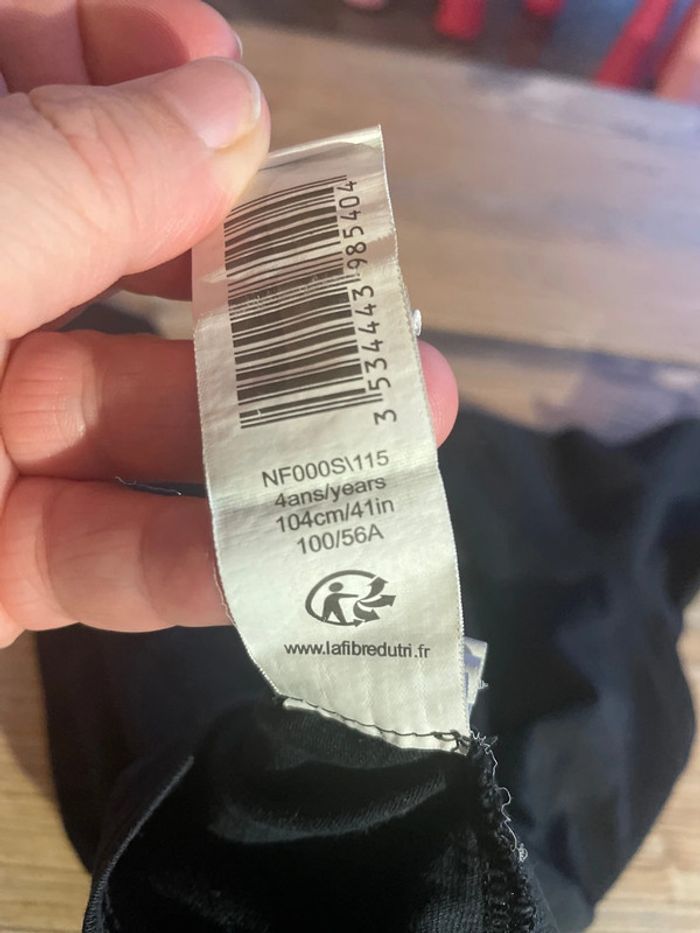 3 534443 985404
NF000S\115
4ans/years
104cm/41in
100/56A
www.lafibredutri.fr